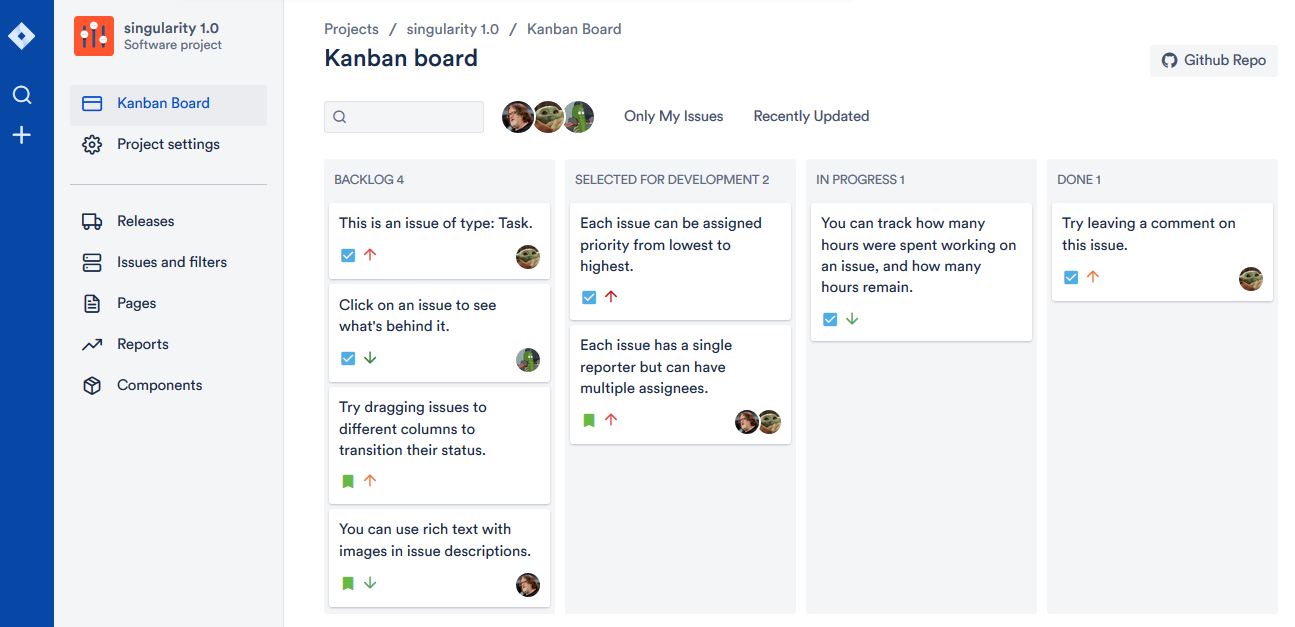 singularity 1.0
Software project
Kanban Board
Project settings
Releases
Issues and filters
Pages
Reports
Components
Projects / singularity 1.0 / Kanban Board
Kanban board
Github Repo
Only My Issues
Recently Updated
BACKLOG 4
This is an issue of type: Task.
Click on an issue to see
what's behind it.
Try dragging issues to
different columns to
transition their status.
You can use rich text with
images in issue descriptions.
SELECTED FOR DEVELOPMENT 2
Each issue can be assigned
priority from lowest to
highest.
Each issue has a single
reporter but can have
multiple assignees.
IN PROGRESS 1
You can track how many
hours were spent working on
an issue, and how many
hours remain.
DONE 1
Try leaving a comment on
this issue.